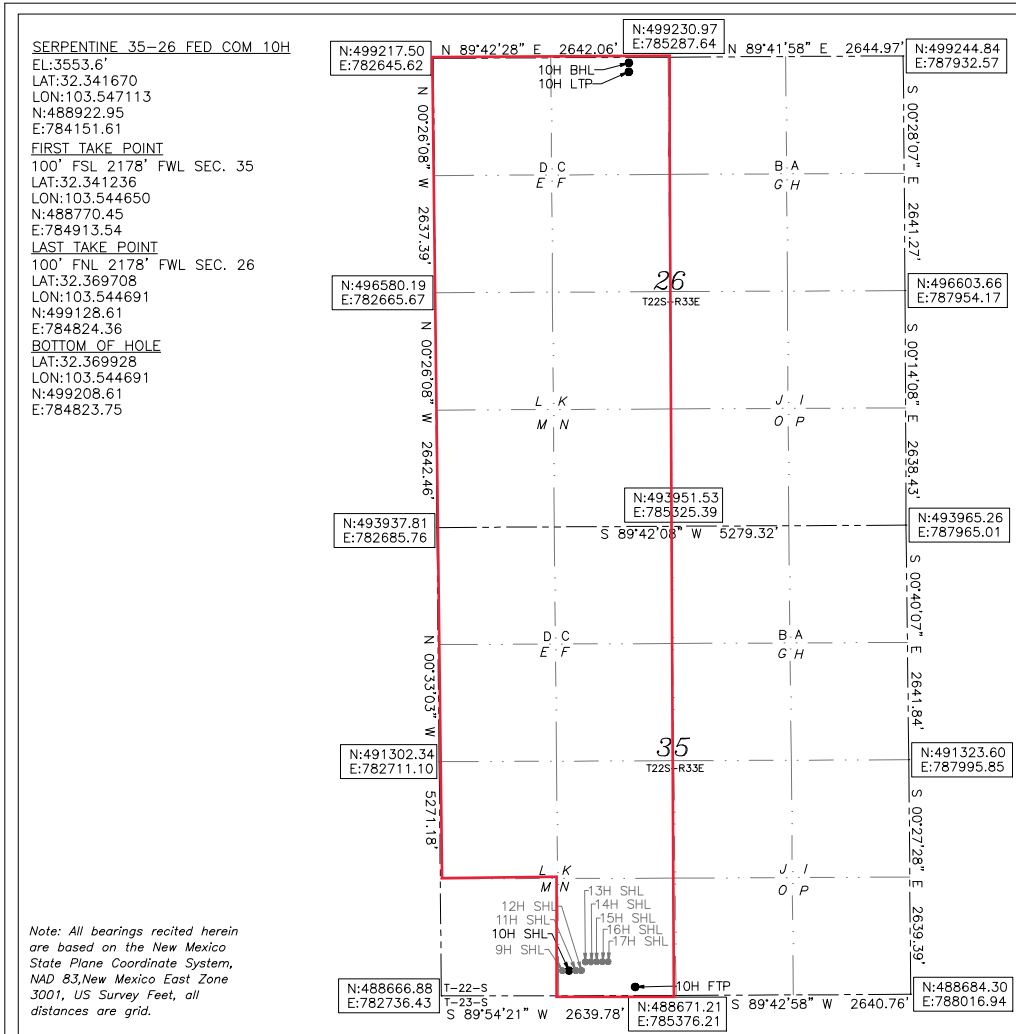 SERPENTINE 35-26 FED COM 10H
EL:3553.6'
LAT:32.341670
LON:103.547113
N:488922.95
E:784151.61
FIRST TAKE POINT
100' FSL 2178' FWL SEC. 35
LAT:32.341236
LON:103.544650
N:488770.45
E:784913.54
LAST TAKE POINT
100' FNL 2178' FWL SEC. 26
LAT:32.369708
LON:103.544691
N:499128.61
E:784824.36
BOTTOM OF HOLE
LAT:32.369928
LON:103.544691
N:499208.61
E:784823.75
N:499217.50
E:782645.62
N 89°42'28" E 2642.06'
N:499230.97
E:785287.64
N 89°41'58" E 2644.97'
N:499244.84
E:787932.57
10H BHL
10H LTP
N 00°26'08" W 2637.39'
S 00°28'07" E 2641.27'
D C
E F
B A
G H
N:496580.19
E:782665.67
26
T22S-R33E
N:496603.66
E:787954.17
N 00°26'08" W 2642.46'
S 00°14'08" E 2638.43'
L K
M N
J I
O P
N:493937.81
E:782685.76
N:493951.53
E:785325.39
S 89°42'08" W 5279.32'
N:493965.26
E:787965.01
N 00°33'03" W 5271.18'
S 00°40'07" E 2641.84'
D C
E F
B A
G H
N:491302.34
E:782711.10
35
T22S-R33E
N:491323.60
E:787995.85
S 00°27'28" E 2639.39'
L K
M N
J I
O P
13H SHL
14H SHL
15H SHL
16H SHL
17H SHL
12H SHL
11H SHL
10H SHL
9H SHL
10H FTP
N:488666.88
E:782736.43
T-22-S
T-23-S
S 89°54'21" W 2639.78'
N:488671.21
E:785376.21
S 89°42'58" W 2640.76'
N:488684.30
E:788016.94
Note: All bearings recited herein
are based on the New Mexico
State Plane Coordinate System,
NAD 83,New Mexico East Zone
3001, US Survey Feet, all
distances are grid.